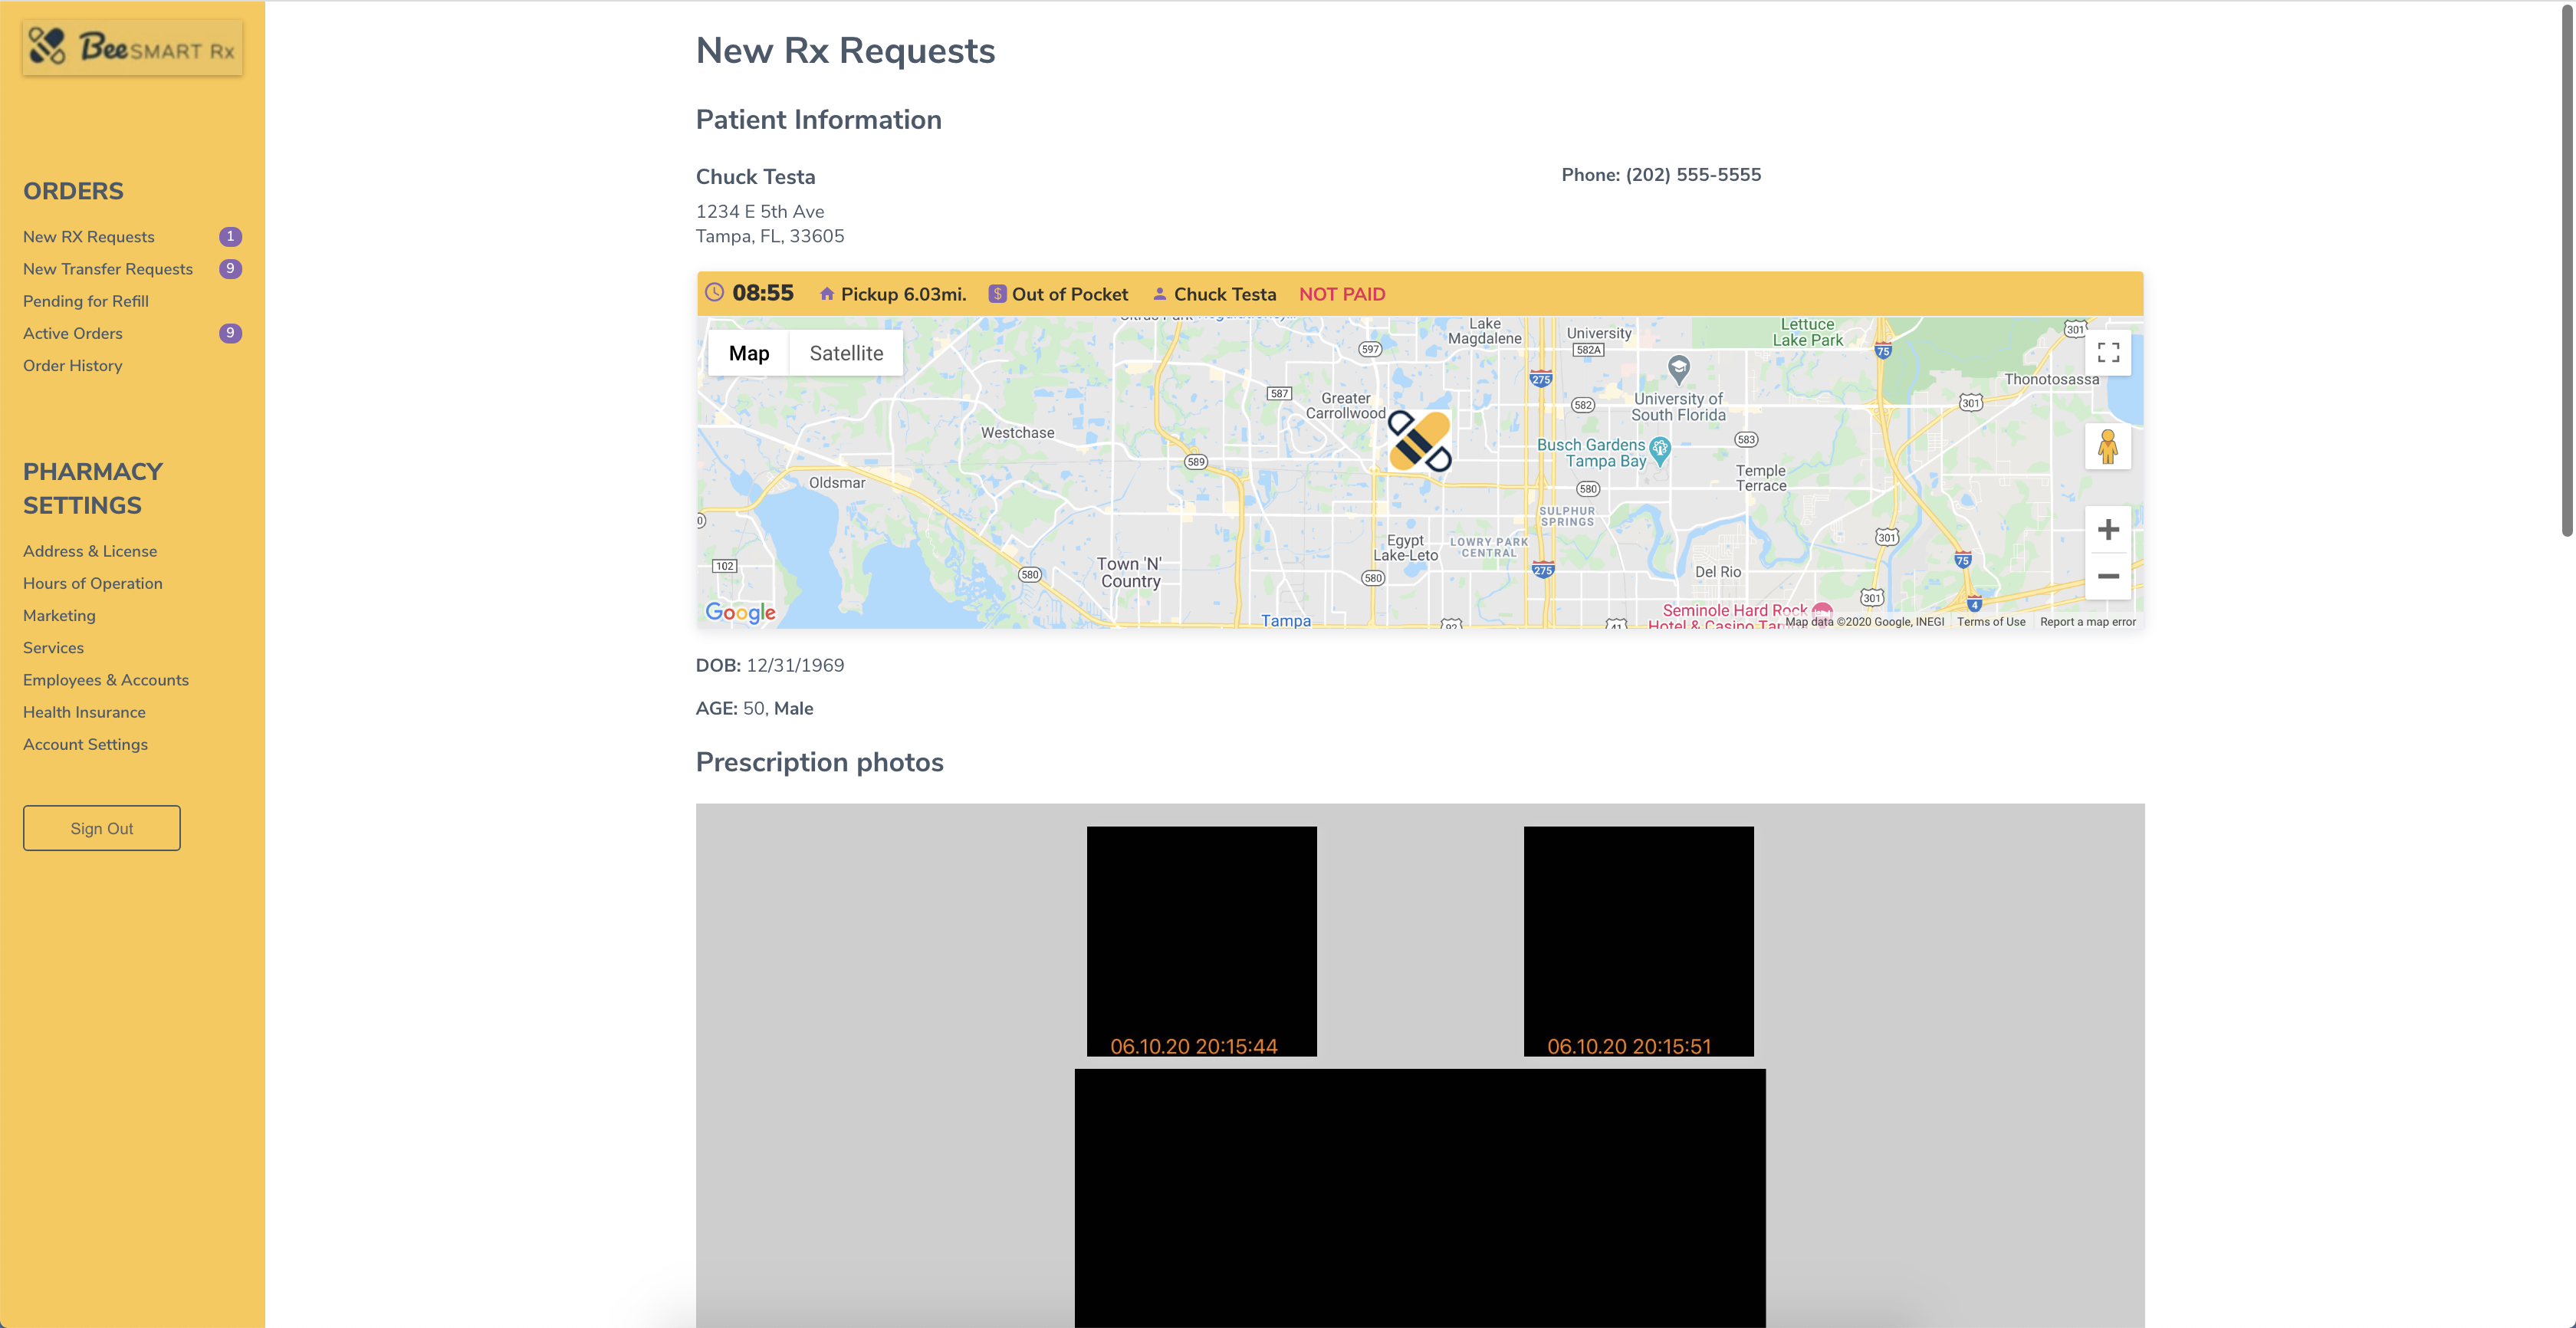 Bee SMART Rx
ORDERS
New RX Requests 1
New Transfer Requests 9
Pending for Refill
Active Orders 9
Order History
PHARMACY
SETTINGS
Address & License
Hours of Operation
Marketing
Services
Employees & Accounts
Health Insurance
Account Settings
Sign Out
New Rx Requests
Patient Information
Chuck Testa
Phone: (202) 555-5555
1234 E 5th Ave
Tampa, FL, 33605
08:55 Pickup 6.03mi. $ Out of Pocket Chuck Testa NOT PAID
Map Satellite
Lake
Magdalene
University
Lettuce
Lake Park
301
597
582A
75
275
Thonotosassa
587
Greater
Carrollwood
582
University of
South Florida
301
Westchase
Busch Gardens
Tampa Bay
583
589
Temple
Terrace
Oldsmar
580
SULPHUR
SPRINGS
301
Egypt
Lake-Leto
LOWRY PARK
CENTRAL
75
102
Town 'N'
Country
580
580
275
Del Rio
301
4
Seminole Hard Rock
Hotel & Casino
Google
Tampa
92
41
Map data ©2020 Google, INEGI Terms of Use Report a map error
DOB: 12/31/1969
AGE: 50, Male
Prescription photos
06.10.20 20:15:44
06.10.20 20:15:51